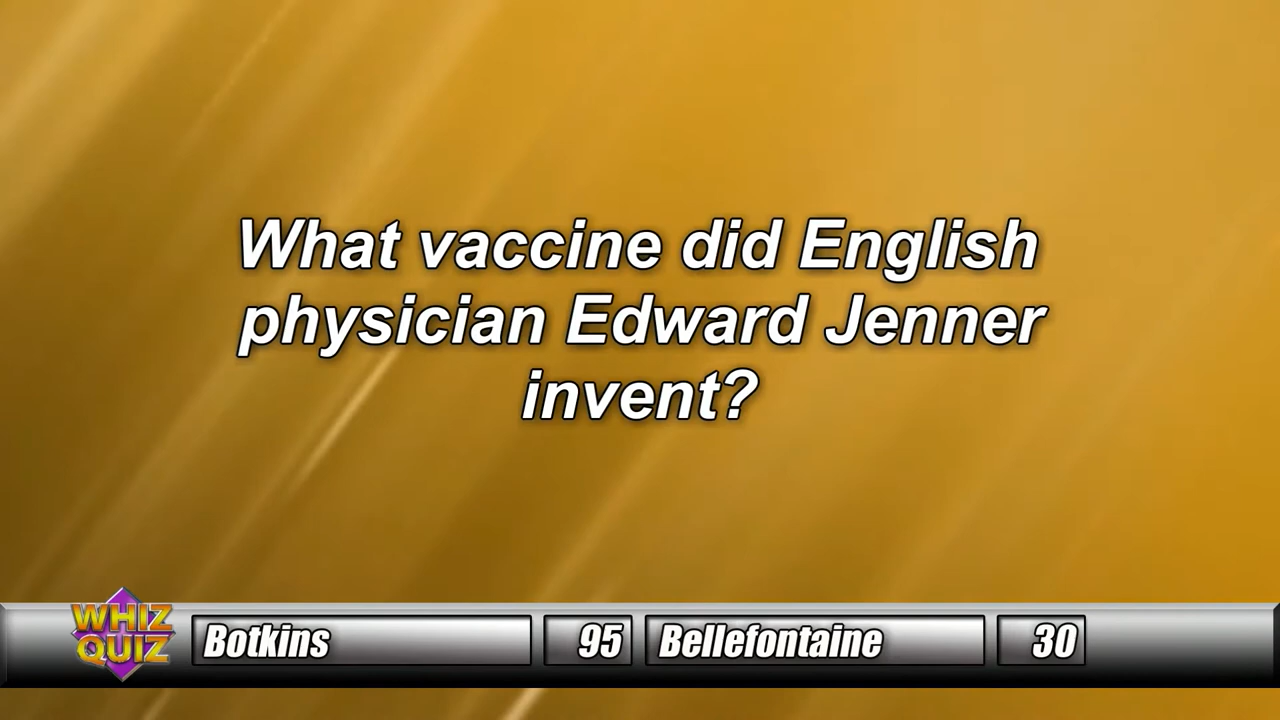 What vaccine did English
physician Edward Jenner
invent?
WHIZ
QUIZ
Botkins 95 Bellefontaine 30